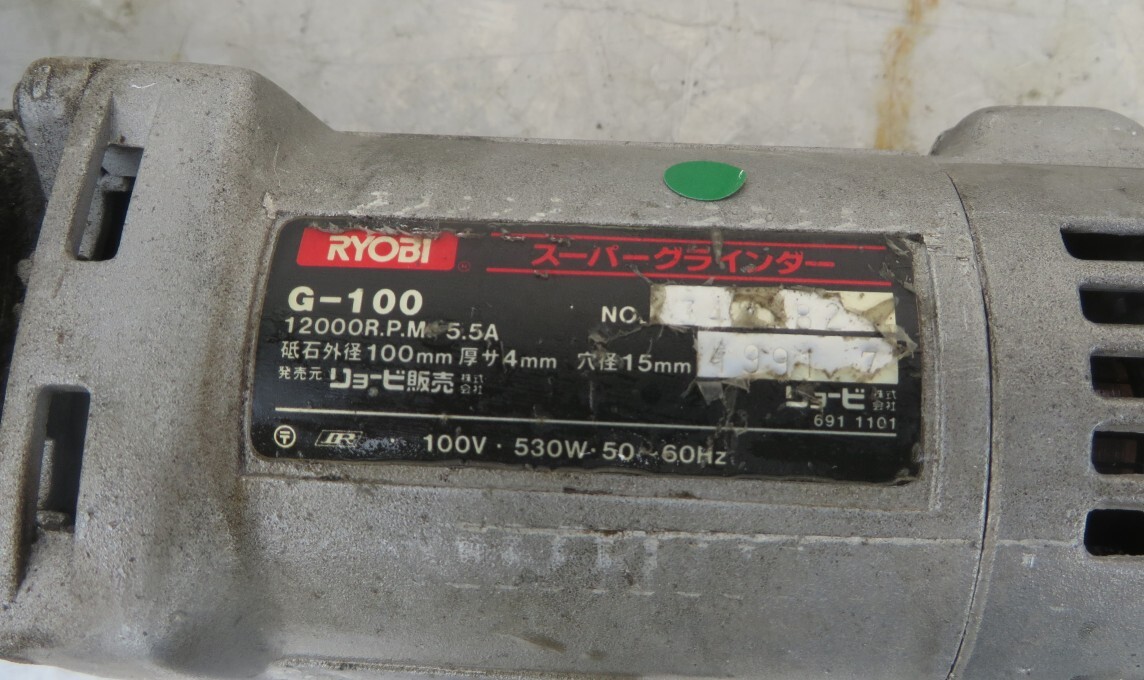 RYOBI ®
スーパーグラインダー
G-100
NO.
12000R.P.M. 5.5A
砥石外径100mm 厚サ4mm 穴径15mm
発売元 リョービ販売 株式会社
リョービ 株式会社
691 1101
〒 100V・530W・50～60Hz